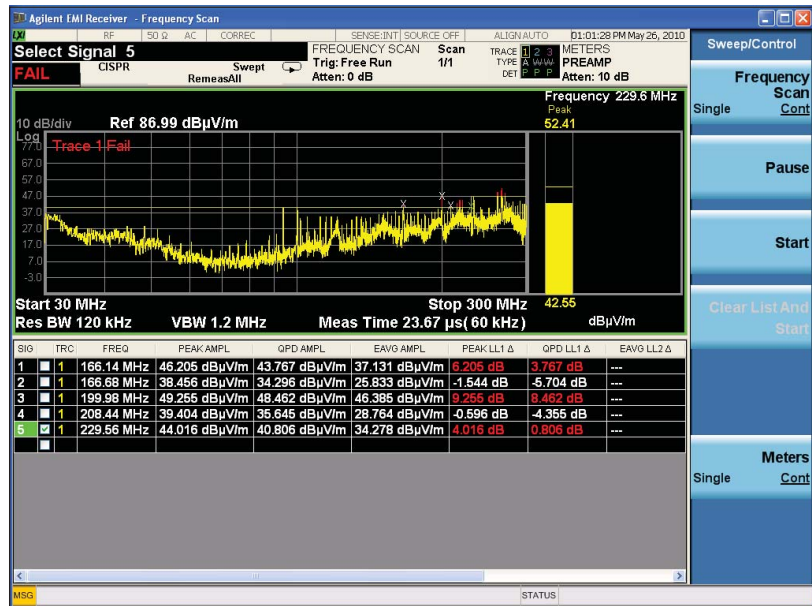 Agilent EMI Receiver - Frequency Scan
LXI RF 50 Ω AC CORREC SENSE:INT SOURCE OFF ALIGN AUTO 01:01:28 PM May 26, 2010
Select Signal 5
FREQUENCY SCAN Scan
Trig: Free Run 1/1
Atten: 0 dB
TRACE 1 2 3
TYPE A W W
DET P P P
METERS
PREAMP
Atten: 10 dB
FAIL CISPR Swept
RemeasAll
Frequency 229.6 MHz
Peak
52.41
10 dB/div Ref 86.99 dBµV/m
Log
77.0
67.0
57.0
47.0
37.0
27.0
17.0
7.0
-3.0
Trace 1 Fail
42.55
dBµV/m
Start 30 MHz Stop 300 MHz
Res BW 120 kHz VBW 1.2 MHz Meas Time 23.67 µs( 60 kHz )
SIG TRC FREQ PEAK AMPL QPD AMPL EAVG AMPL PEAK LL1 Δ QPD LL1 Δ EAVG LL2 Δ
1 1 166.14 MHz 46.205 dBµV/m 43.767 dBµV/m 37.131 dBµV/m 6.205 dB 3.767 dB ---
2 1 166.68 MHz 38.456 dBµV/m 34.296 dBµV/m 25.833 dBµV/m -1.544 dB -5.704 dB ---
3 1 199.98 MHz 49.255 dBµV/m 48.462 dBµV/m 46.385 dBµV/m 9.255 dB 8.462 dB ---
4 1 208.44 MHz 39.404 dBµV/m 35.645 dBµV/m 28.764 dBµV/m -0.596 dB -4.355 dB ---
5 1 229.56 MHz 44.016 dBµV/m 40.806 dBµV/m 34.278 dBµV/m 4.016 dB 0.806 dB ---
MSG STATUS
Sweep/Control
Frequency
Scan
Single Cont
Pause
Start
Clear List And
Start
Meters
Single Cont